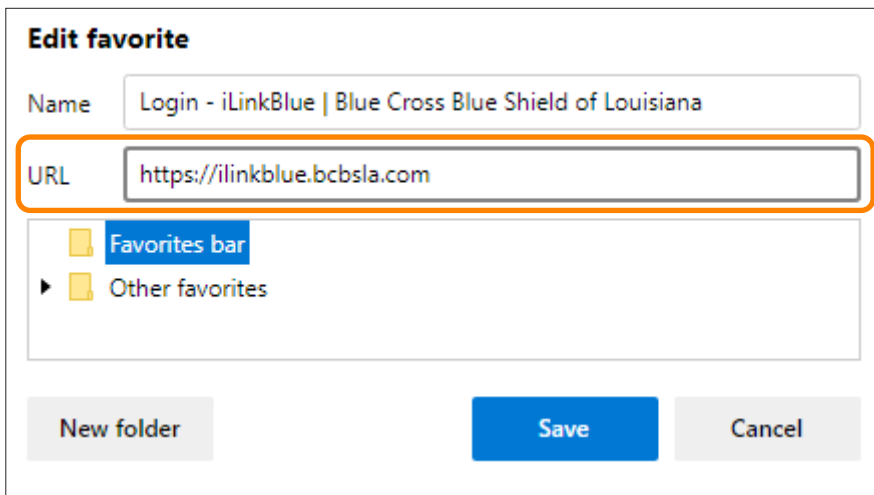 Edit favorite
Name Login - iLinkBlue | Blue Cross Blue Shield of Louisiana
URL https://ilinkblue.bcbsla.com
Favorites bar
Other favorites
New folder Save Cancel